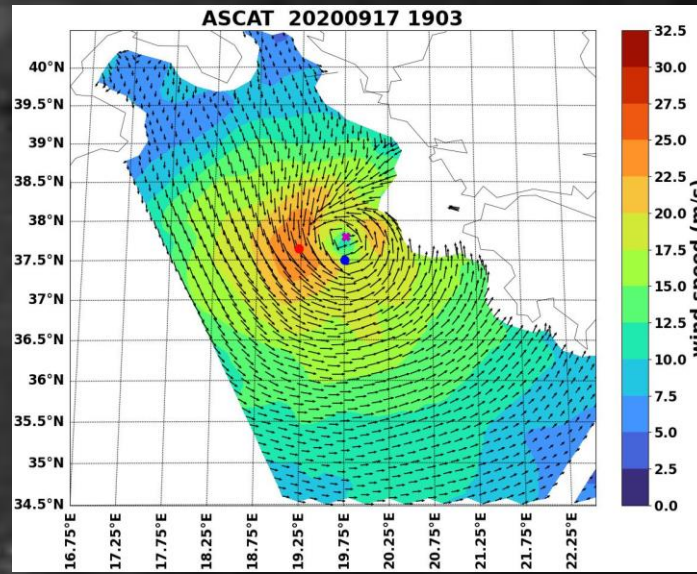 ASCAT 20200917 1903
40°N
39.5°N
39°N
38.5°N
38°N
37.5°N
37°N
36.5°N
36°N
35.5°N
35°N
34.5°N
16.75°E
17.25°E
17.75°E
18.25°E
18.75°E
19.25°E
19.75°E
20.25°E
20.75°E
21.25°E
21.75°E
22.25°E
32.5
30.0
27.5
25.0
22.5
20.0
17.5
15.0
12.5
10.0
7.5
5.0
2.5
0.0
wind speed (m/s)